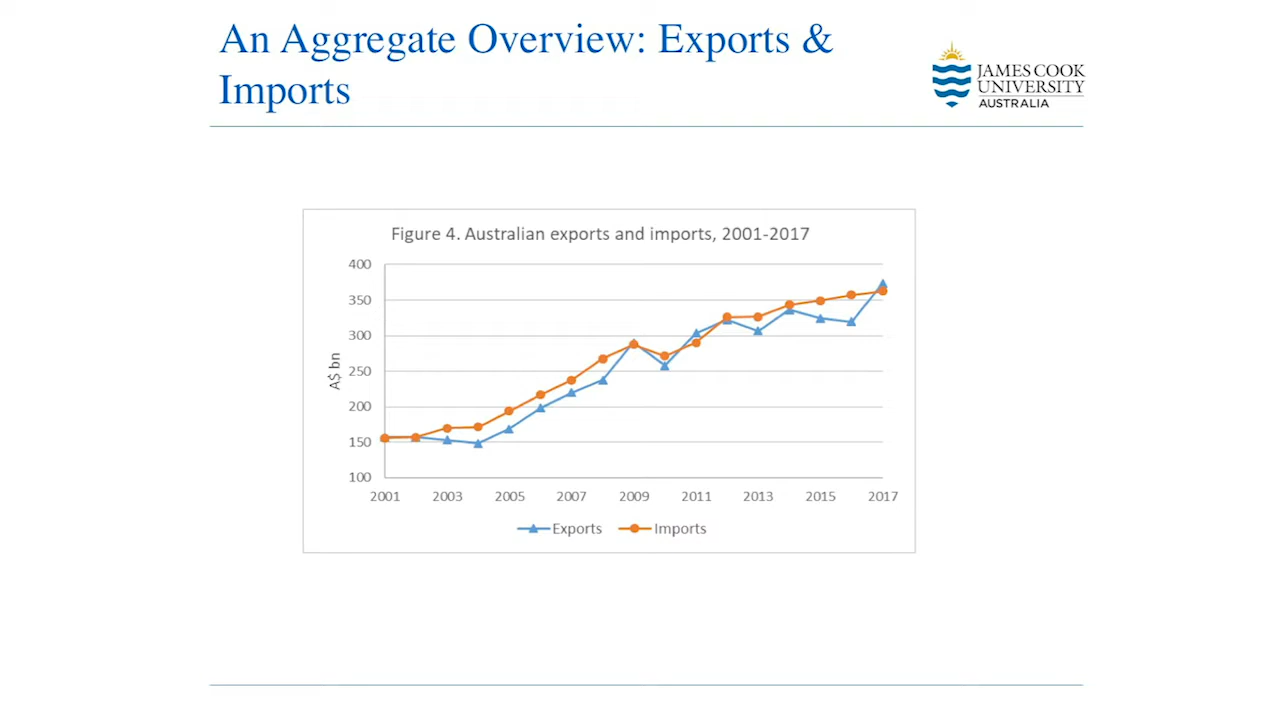 An Aggregate Overview: Exports &
Imports
JAMES COOK
UNIVERSITY
AUSTRALIA
Figure 4. Australian exports and imports, 2001-2017
400
350
300
250
200
150
100
A$ bn
2001 2003 2005 2007 2009 2011 2013 2015 2017
Exports Imports